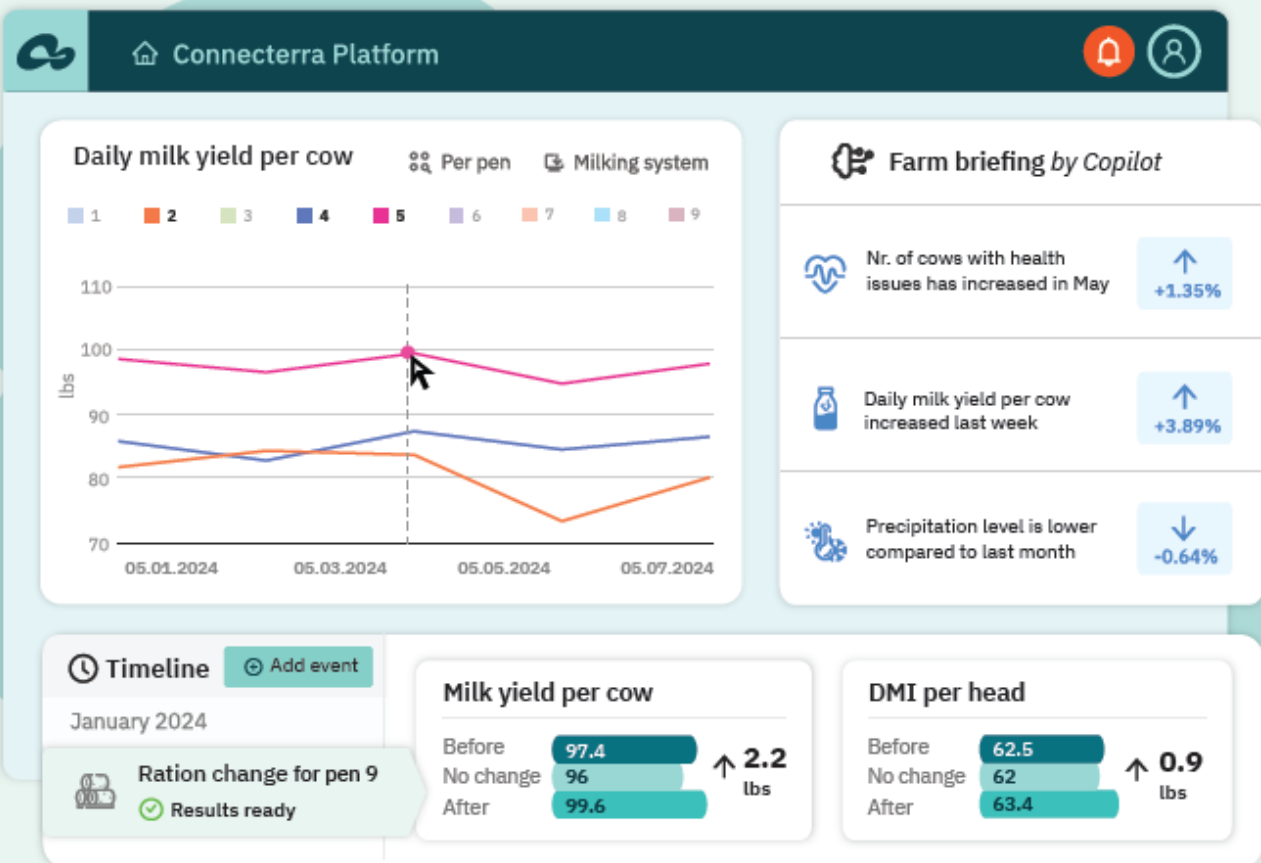 Connecterra Platform
Daily milk yield per cow
Per pen
Milking system
1 2 3 4 5 6 7 8 9
110
100
90
80
70
lbs
05.01.2024 05.03.2024 05.05.2024 05.07.2024
Farm briefing by Copilot
Nr. of cows with health
issues has increased in May
+1.35%
Daily milk yield per cow
increased last week
+3.89%
Precipitation level is lower
compared to last month
-0.64%
Timeline
Add event
January 2024
Ration change for pen 9
Results ready
Milk yield per cow
Before 97.4
No change 96
After 99.6
2.2
lbs
DMI per head
Before 62.5
No change 62
After 63.4
0.9
lbs